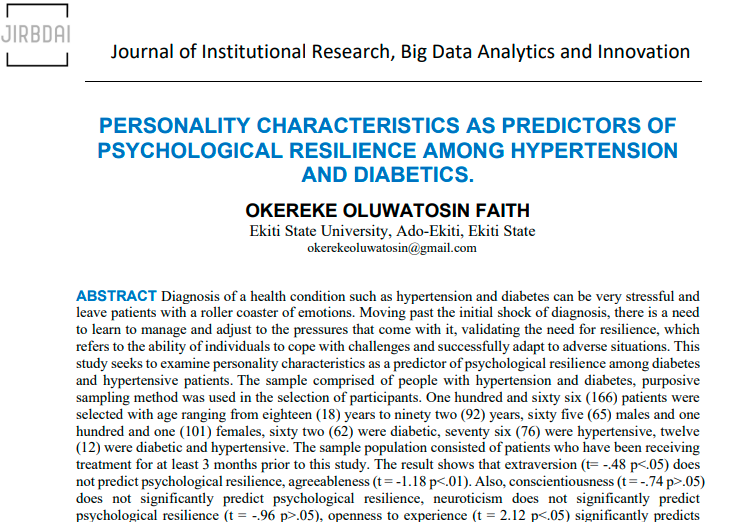 JIRBDAI
Journal of Institutional Research, Big Data Analytics and Innovation
PERSONALITY CHARACTERISTICS AS PREDICTORS OF
PSYCHOLOGICAL RESILIENCE AMONG HYPERTENSION
AND DIABETICS.
OKEREKE OLUWATOSIN FAITH
Ekiti State University, Ado-Ekiti, Ekiti State
okerekeoluwatosin@gmail.com
ABSTRACT Diagnosis of a health condition such as hypertension and diabetes can be very stressful and
leave patients with a roller coaster of emotions. Moving past the initial shock of diagnosis, there is a need
to learn to manage and adjust to the pressures that come with it, validating the need for resilience, which
refers to the ability of individuals to cope with challenges and successfully adapt to adverse situations. This
study seeks to examine personality characteristics as a predictor of psychological resilience among diabetes
and hypertensive patients. The sample comprised of people with hypertension and diabetes, purposive
sampling method was used in the selection of participants. One hundred and sixty six (166) patients were
selected with age ranging from eighteen (18) years to ninety two (92) years, sixty five (65) males and one
hundred and one (101) females, sixty two (62) were diabetic, seventy six (76) were hypertensive, twelve
(12) were diabetic and hypertensive. The sample population consisted of patients who have been receiving
treatment for at least 3 months prior to this study. The result shows that extraversion (t= -.48 p<.05) does
not predict psychological resilience, agreeableness (t = -1.18 p<.01). Also, conscientiousness (t = -.74 p>.05)
does not significantly predict psychological resilience, neuroticism does not significantly predict
psychological resilience (t = -.96 p>.05), openness to experience (t = 2.12 p<.05) significantly predicts